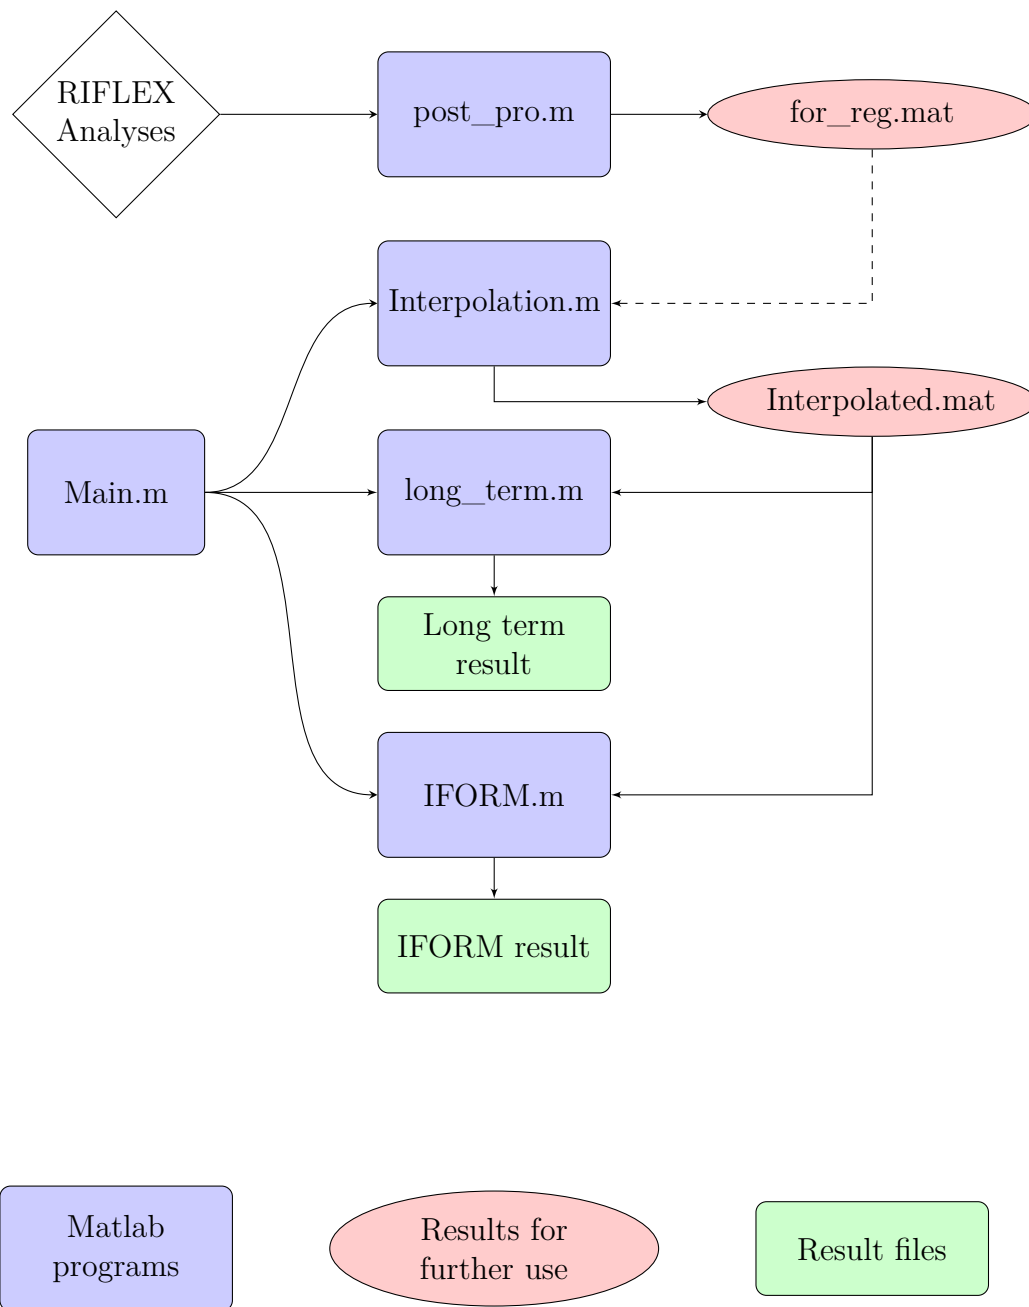 RIFLEX
Analyses
post_pro.m
for_reg.mat
Interpolation.m
Interpolated.mat
Main.m
long_term.m
Long term
result
IFORM.m
IFORM result
Matlab
programs
Results for
further use
Result files